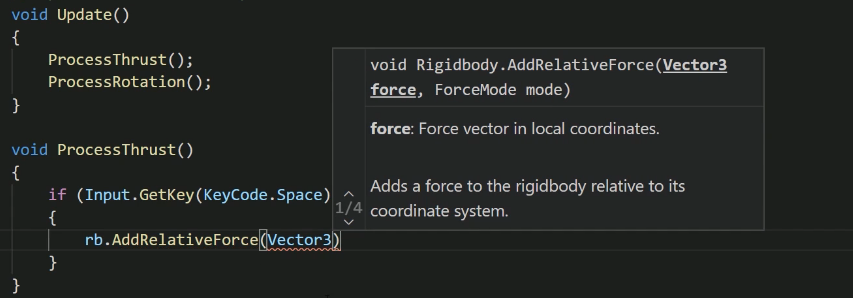 void Update()
{
ProcessThrust();
ProcessRotation();
}
void ProcessThrust()
{
if (Input.GetKey(KeyCode.Space)
{
rb.AddRelativeForce(Vector3)
}
}
void Rigidbody.AddRelativeForce(Vector3
force, ForceMode mode)
force: Force vector in local coordinates.
1/4
Adds a force to the rigidbody relative to its
coordinate system.